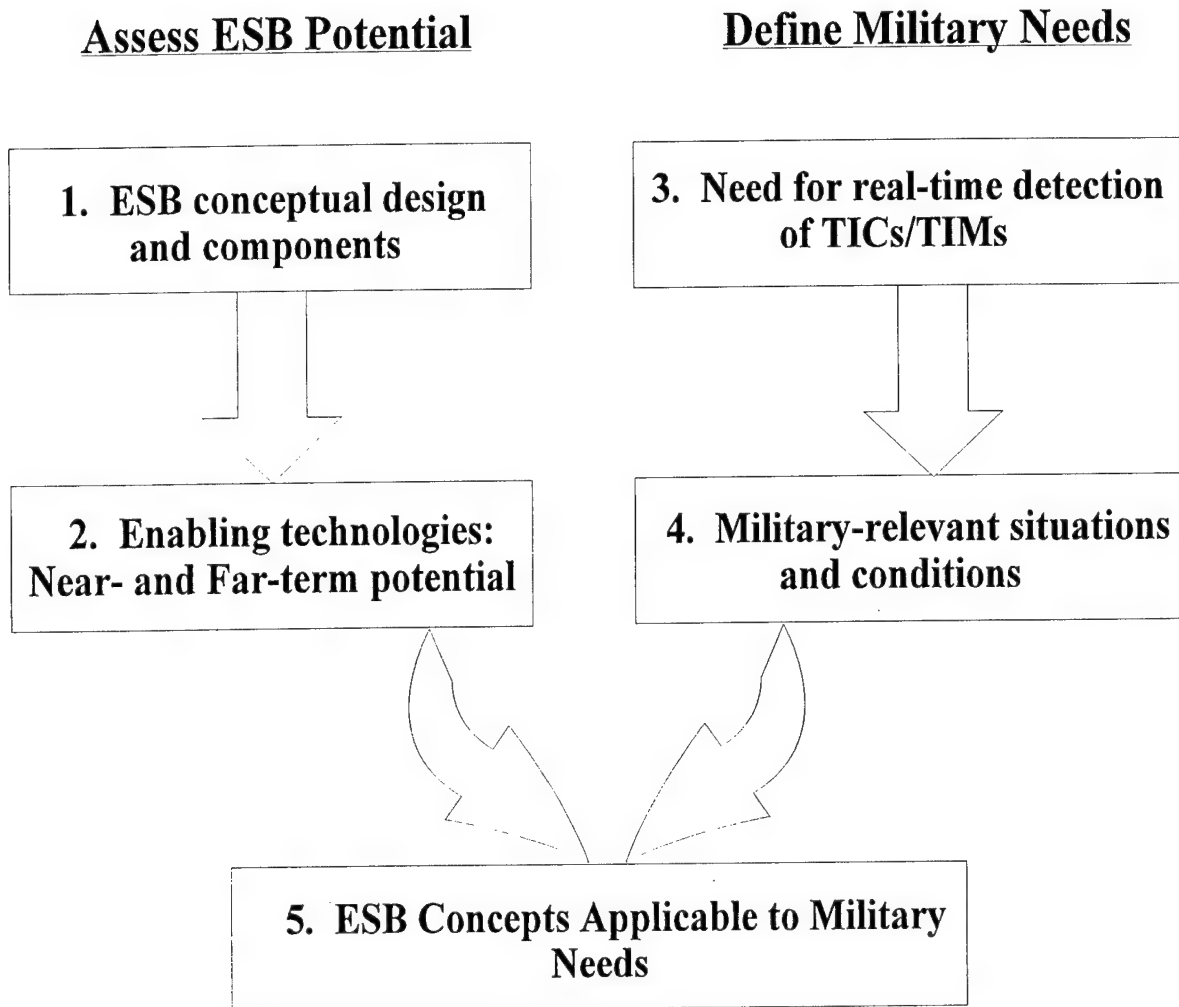 Assess ESB Potential
Define Military Needs
1. ESB conceptual design
and components
3. Need for real-time detection
of TICs/TIMs
2. Enabling technologies:
Near- and Far-term potential
4. Military-relevant situations
and conditions
5. ESB Concepts Applicable to Military
Needs